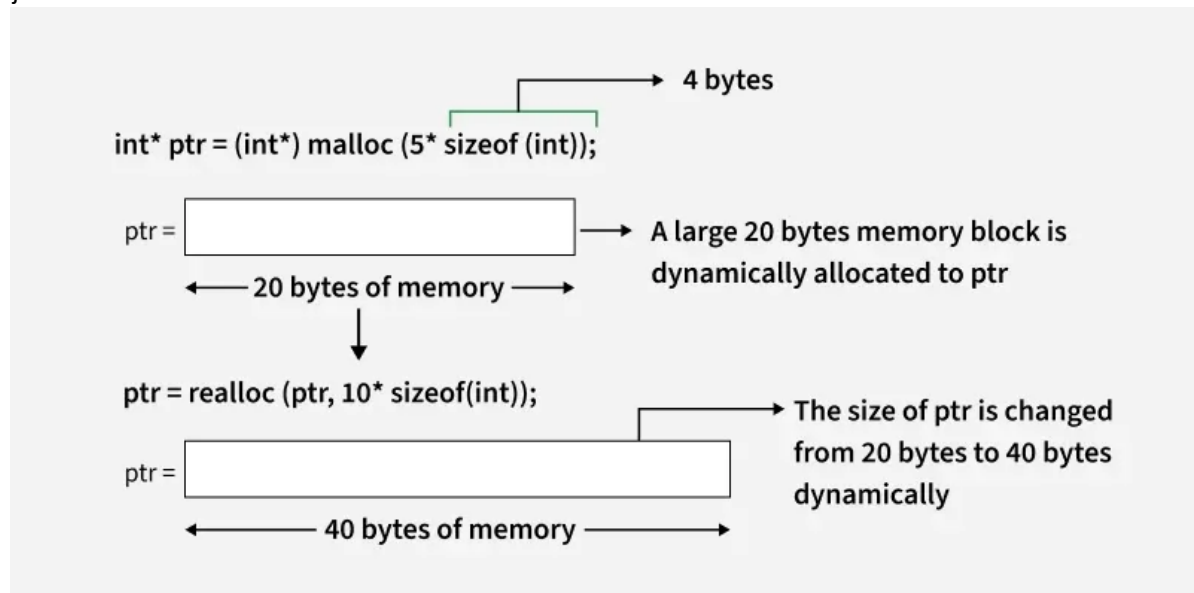 4 bytes
int* ptr = (int*) malloc (5* sizeof (int));
ptr =
A large 20 bytes memory block is
dynamically allocated to ptr
20 bytes of memory
ptr = realloc (ptr, 10* sizeof(int));
The size of ptr is changed
from 20 bytes to 40 bytes
dynamically
ptr =
40 bytes of memory